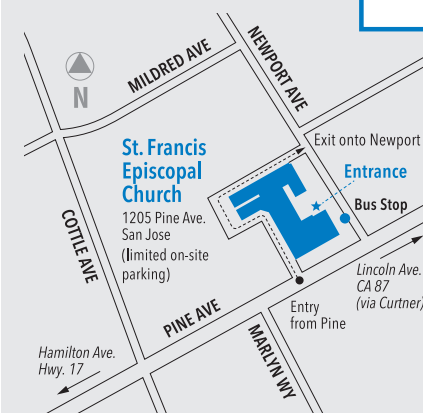 MILDRED AVE
NEWPORT AVE
N
St. Francis
Episcopal
Church
1205 Pine Ave.
San Jose
(limited on-site
parking)
Exit onto Newport
Entrance
Bus Stop
COTTLE AVE
Lincoln Ave.
CA 87
(via Curtner)
Entry
from Pine
PINE AVE
MARLYN WY
Hamilton Ave.
Hwy. 17